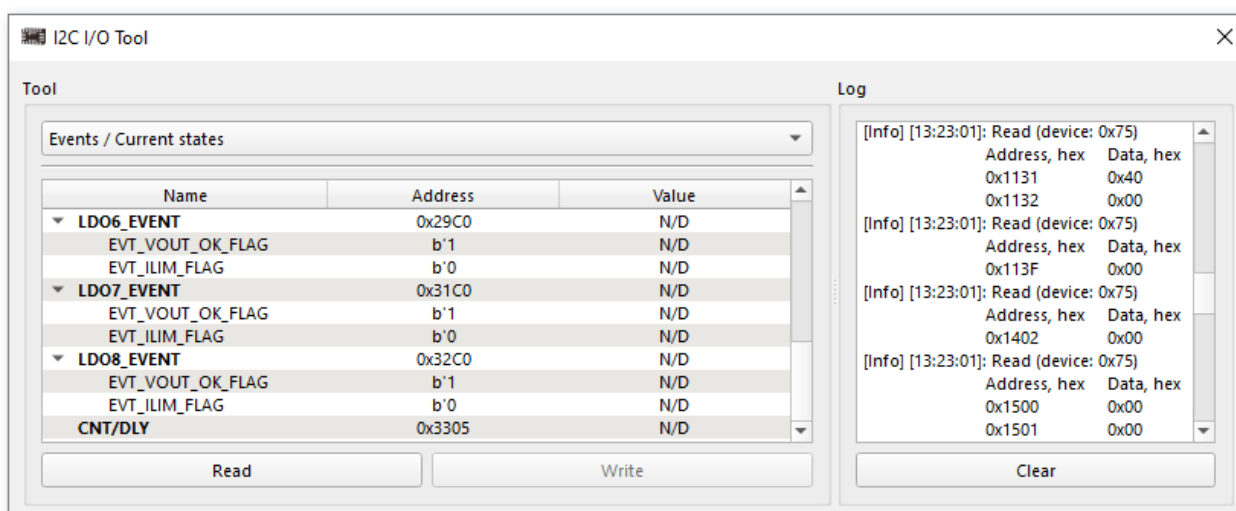 I2C I/O Tool
Tool
Events / Current states
Name Address Value
LDO6_EVENT 0x29C0 N/D
EVT_VOUT_OK_FLAG b'1 N/D
EVT_ILIM_FLAG b'0 N/D
LDO7_EVENT 0x31C0 N/D
EVT_VOUT_OK_FLAG b'1 N/D
EVT_ILIM_FLAG b'0 N/D
LDO8_EVENT 0x32C0 N/D
EVT_VOUT_OK_FLAG b'1 N/D
EVT_ILIM_FLAG b'0 N/D
CNT/DLY 0x3305 N/D
Read Write
Log
[Info] [13:23:01]: Read (device: 0x75)
Address, hex Data, hex
0x1131 0x40
0x1132 0x00
[Info] [13:23:01]: Read (device: 0x75)
Address, hex Data, hex
0x113F 0x00
[Info] [13:23:01]: Read (device: 0x75)
Address, hex Data, hex
0x1402 0x00
[Info] [13:23:01]: Read (device: 0x75)
Address, hex Data, hex
0x1500 0x00
0x1501 0x00
Clear